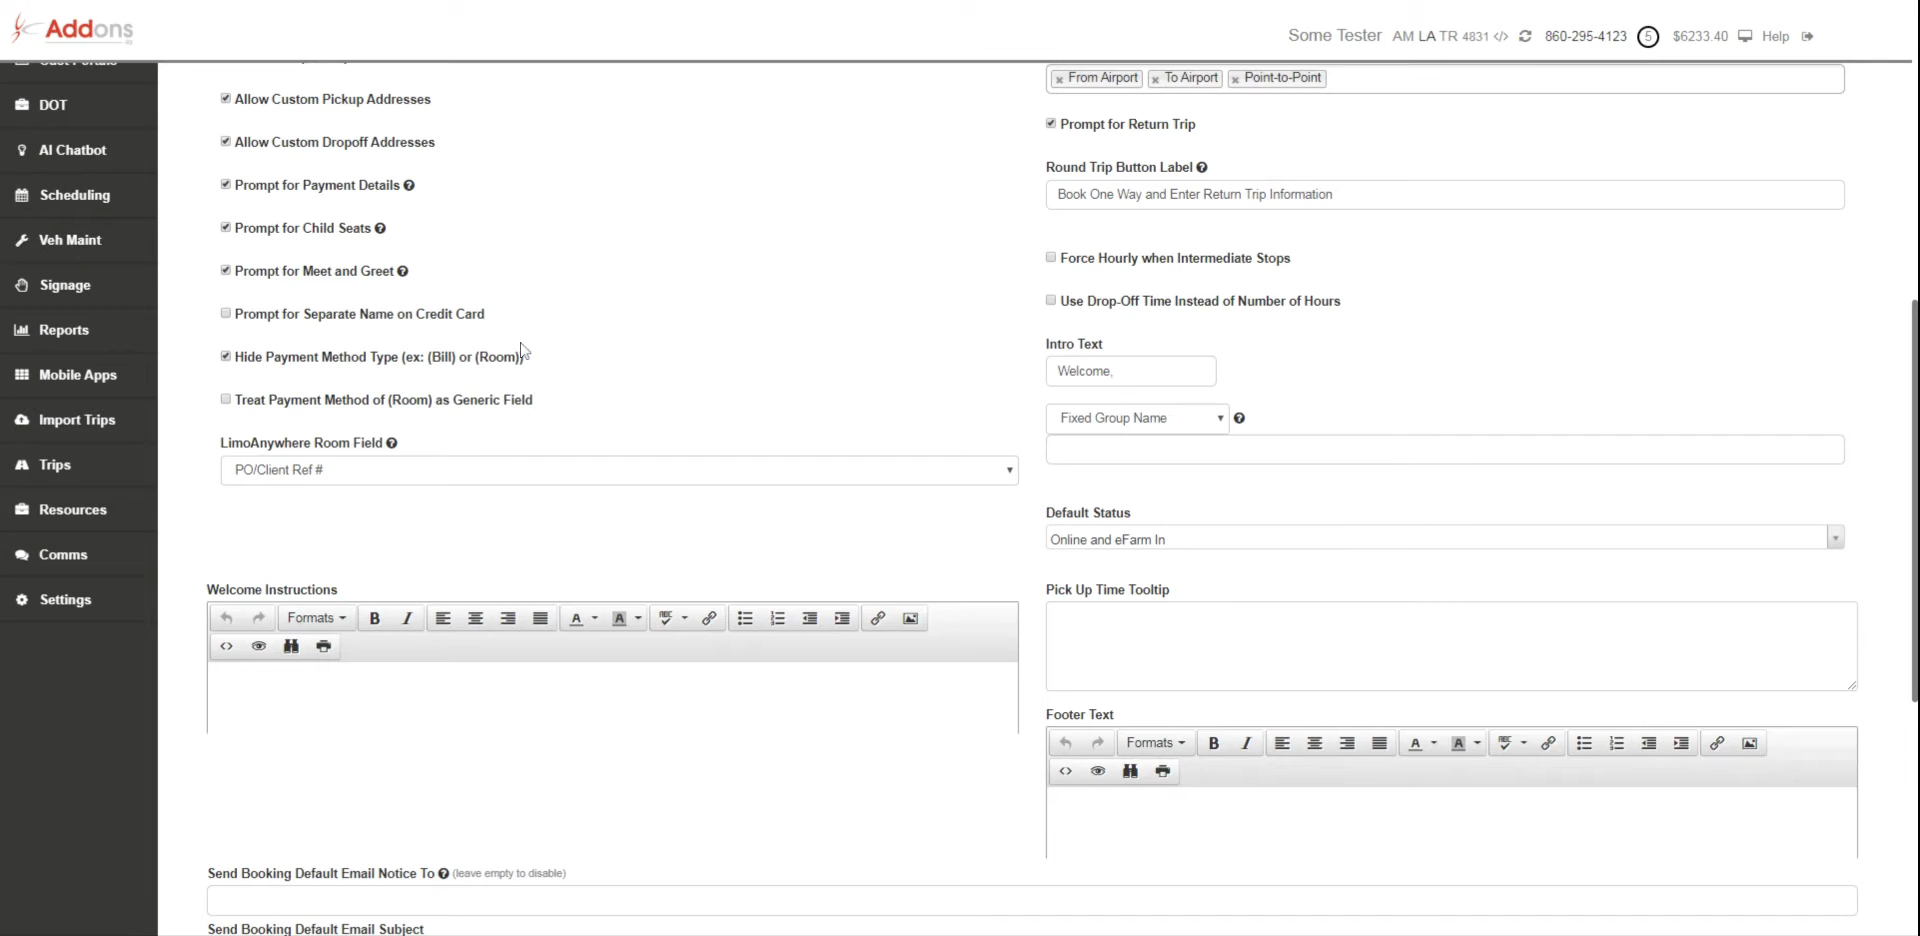 Addons
Some Tester AM LA TR 4831 </> 860-295-4123 5 $6233.40 Help
Cust Portals
DOT
AI Chatbot
Scheduling
Veh Maint
Signage
Reports
Mobile Apps
Import Trips
Trips
Resources
Comms
Settings
Allow Custom Pickup Addresses
Allow Custom Dropoff Addresses
Prompt for Payment Details
Prompt for Child Seats
Prompt for Meet and Greet
Prompt for Separate Name on Credit Card
Hide Payment Method Type (ex: (Bill) or (Room))
Treat Payment Method of (Room) as Generic Field
LimoAnywhere Room Field
PO/Client Ref #
× From Airport × To Airport × Point-to-Point
Prompt for Return Trip
Round Trip Button Label
Book One Way and Enter Return Trip Information
Force Hourly when Intermediate Stops
Use Drop-Off Time Instead of Number of Hours
Intro Text
Welcome,
Fixed Group Name
Default Status
Online and eFarm In
Welcome Instructions
Formats B I A A ABC
<>
Pick Up Time Tooltip
Footer Text
Formats B I A A ABC
<>
Send Booking Default Email Notice To (leave empty to disable)
Send Booking Default Email Subject